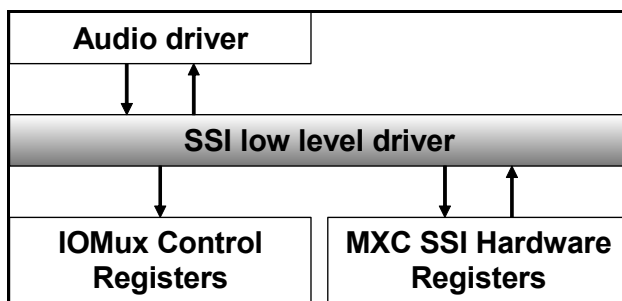 Audio driver
SSI low level driver
IOMux Control
Registers
MXC SSI Hardware
Registers